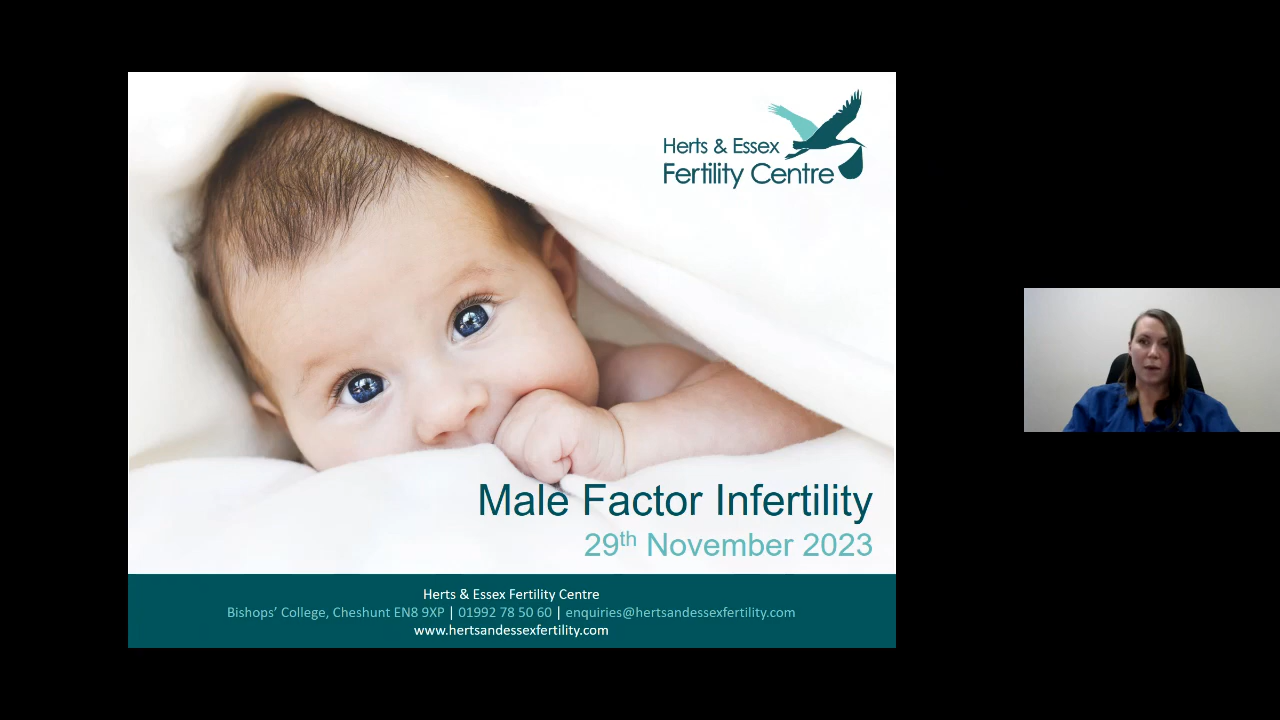 Herts & Essex
Fertility Centre
Male Factor Infertility
29th November 2023
Herts & Essex Fertility Centre
Bishops' College, Cheshunt EN8 9XP | 01992 78 50 60 | enquiries@hertsandessexfertility.com
www.hertsandessexfertility.com